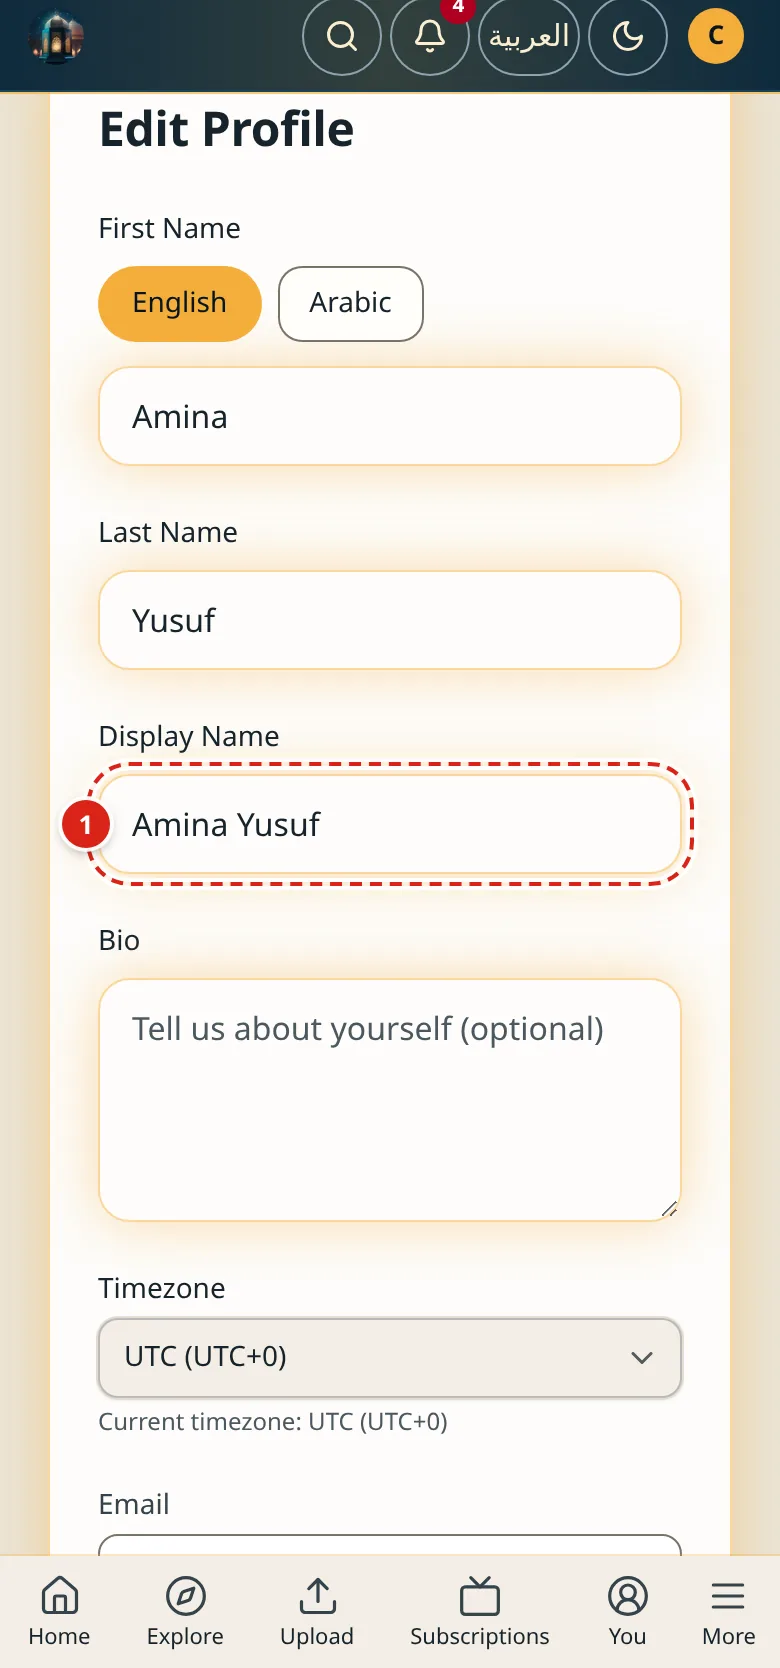 4
العربية
C
Edit Profile
First Name
English
Arabic
Amina
Last Name
Yusuf
Display Name
1
Amina Yusuf
Bio
Tell us about yourself (optional)
Timezone
UTC (UTC+0)
Current timezone: UTC (UTC+0)
Email
Home
Explore
Upload
Subscriptions
You
More